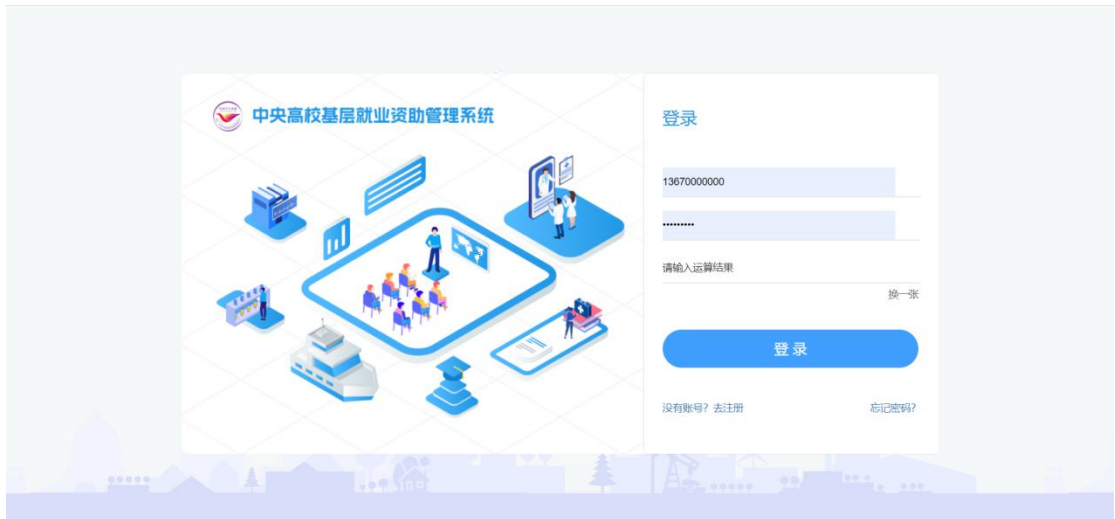 中央高校基层就业资助管理系统
登录
13670000000
•••••••••
请输入运算结果
换一张
登 录
没有账号？去注册
忘记密码？